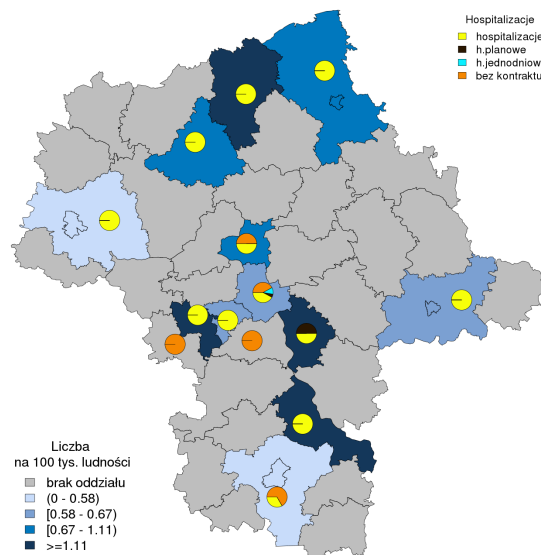 Hospitalizacje
hospitalizacje
h.planowe
h.jednodniowe
bez kontraktu
Liczba
na 100 tys. ludności
brak oddziału
(0 - 0.58)
[0.58 - 0.67)
[0.67 - 1.11)
>=1.11